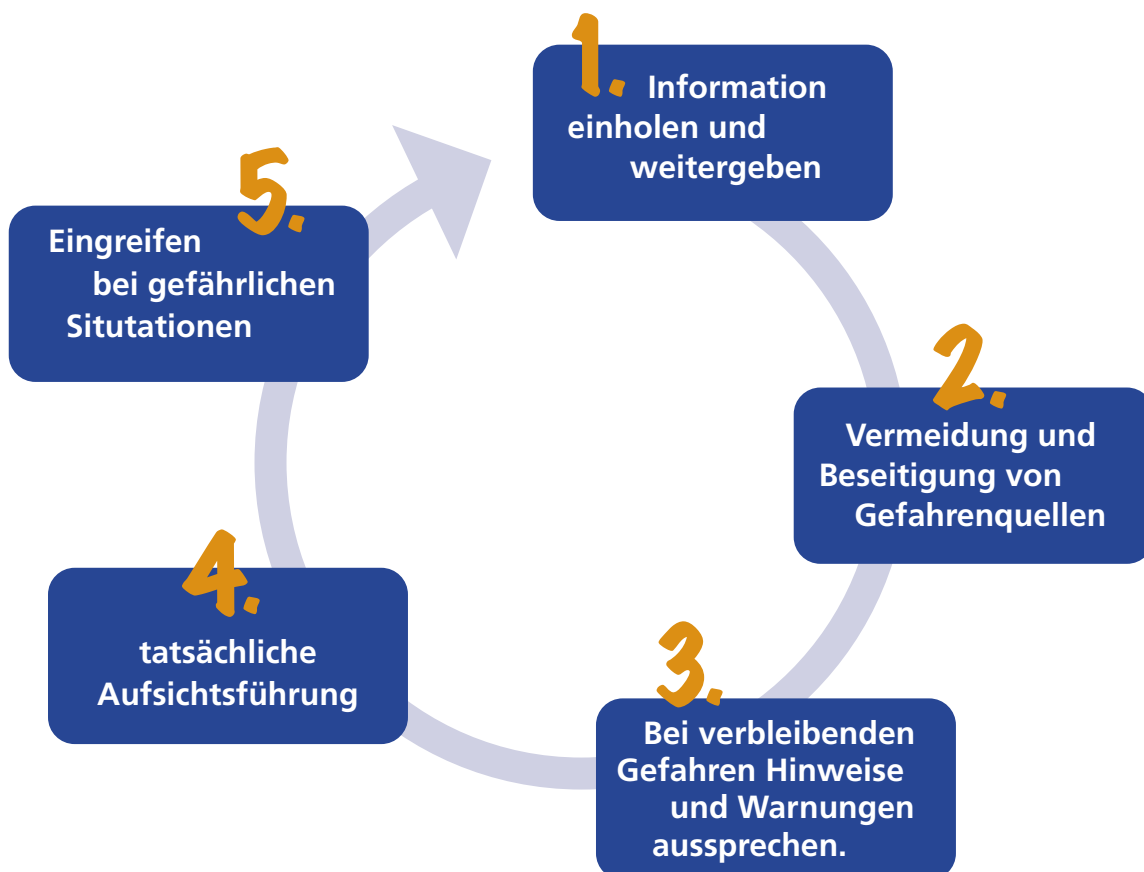 1. Information
einholen und
weitergeben
2.
Vermeidung und
Beseitigung von
Gefahrenquellen
3.
Bei verbleibenden
Gefahren Hinweise
und Warnungen
aussprechen.
4.
tatsächliche
Aufsichtsführung
5.
Eingreifen
bei gefährlichen
Situtationen